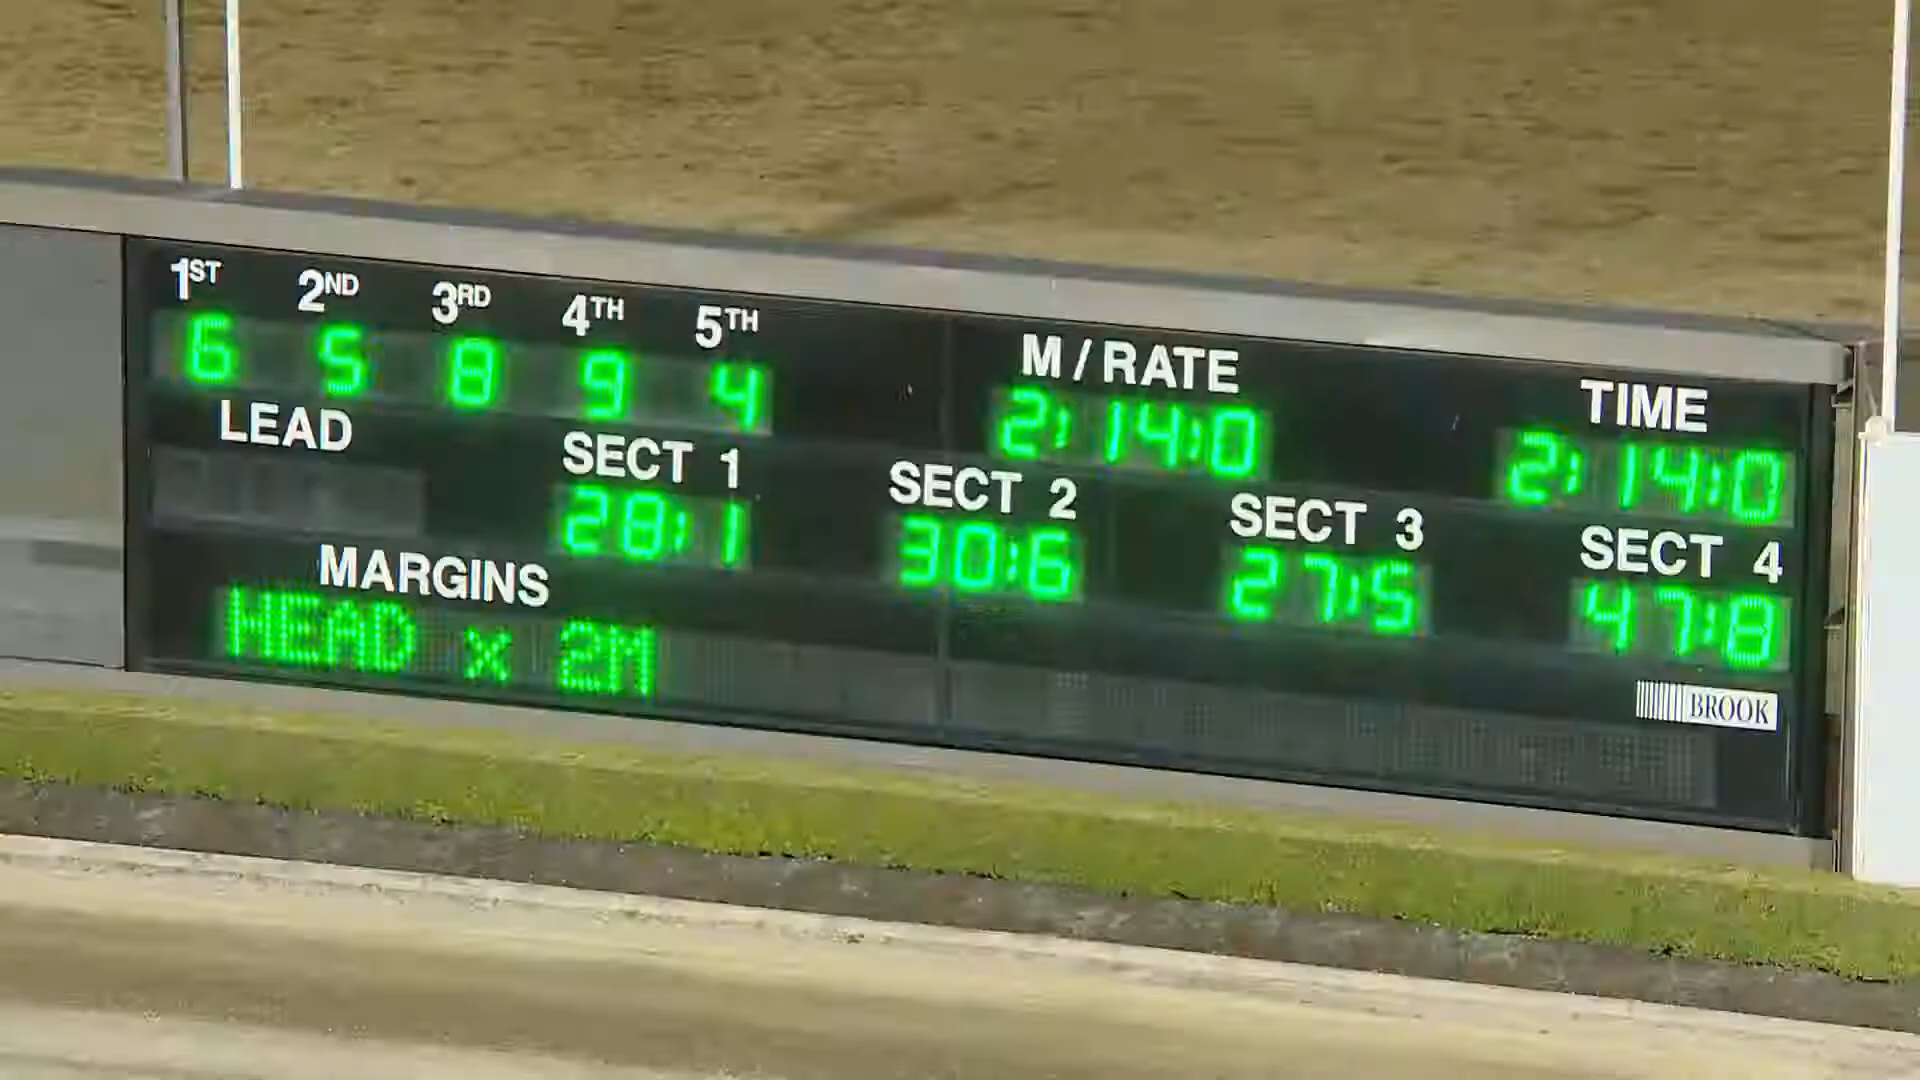 1ST 2ND 3RD 4TH 5TH
6 5 8 9 4
M/RATE
2:14:0
TIME
2:14:0
LEAD
SECT 1
28:1
SECT 2
30:6
SECT 3
27:5
SECT 4
47:8
MARGINS
HEAD x 2M
BROOK